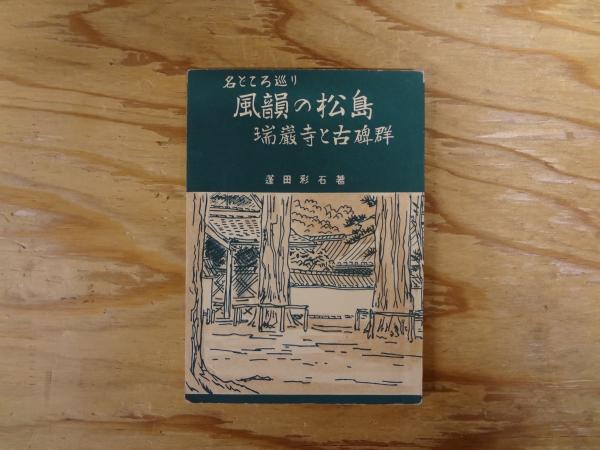 名ところ巡り
風韻の松島
瑞巌寺と古碑群
蓬田彩石著